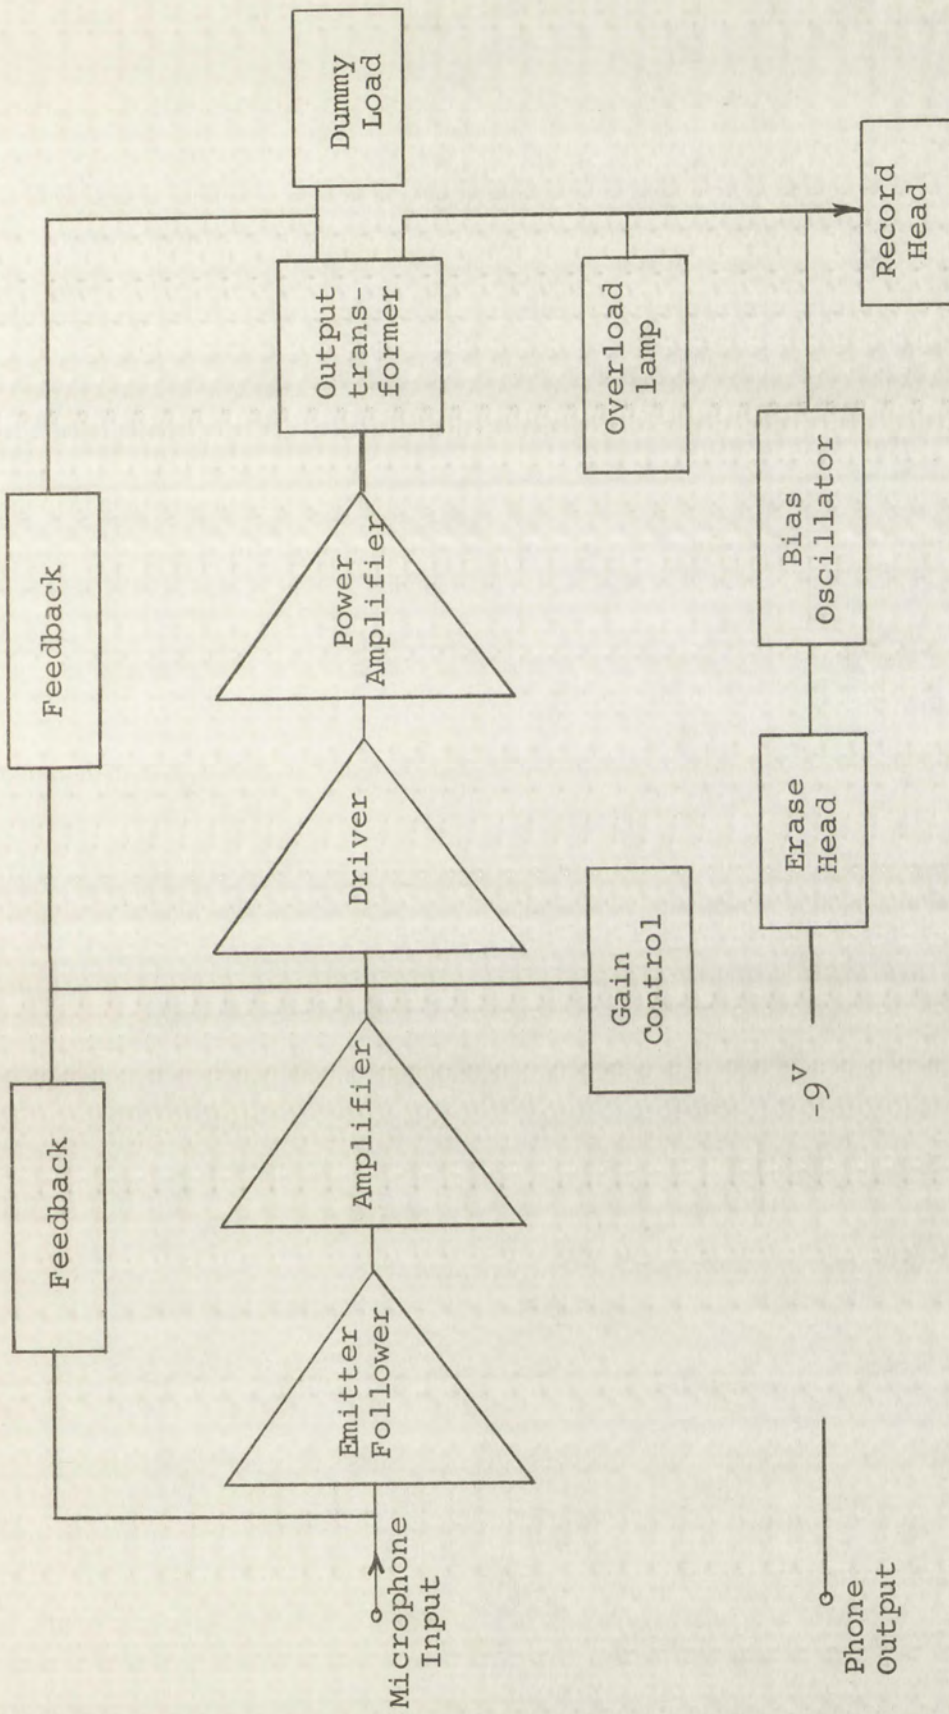 Feedback
Feedback
Dummy
Load
Microphone
Input
Emitter
Follower
Amplifier
Driver
Power
Amplifier
Output
trans-
former
Gain
Control
Overload
lamp
Phone
Output
-9v
Erase
Head
Bias
Oscillator
Record
Head